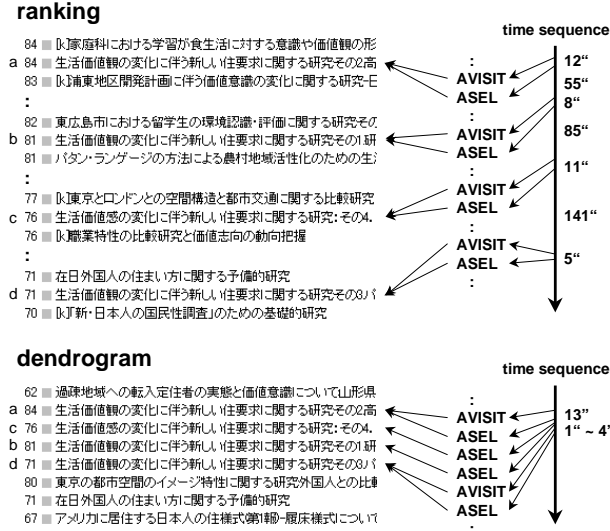 ranking
time sequence
84 [k]家庭科における学習が食生活に対する意識や価値観の形
a 84 生活価値観の変化に伴う新しい住要求に関する研究その2高
83 [k]浦東地区開発計画に伴う価値意識の変化に関する研究-日
:
82 東広島市における留学生の環境認識・評価に関する研究その
b 81 生活価値観の変化に伴う新しい住要求に関する研究その1.研
81 パタン・ランゲージの方法による農村地域活性化のための生活
:
77 [k]東京とロンドンとの空間構造と都市交通に関する比較研究
c 76 生活価値感の変化に伴う新しい住要求に関する研究:その4.
76 [k]職業特性の比較研究と価値志向の動向把握
:
71 在日外国人の住まい方に関する予備的研究
d 71 生活価値観の変化に伴う新しい住要求に関する研究その3パ
70 [k]「新・日本人の国民性調査」のための基礎的研究
:
AVISIT
ASEL
:
AVISIT
ASEL
:
AVISIT
ASEL
:
AVISIT
ASEL
:
12“
55“
8“
85“
11“
141“
5“
dendrogram
time sequence
62 過疎地域への転入定住者の実態と価値意識について山形県
a 84 生活価値観の変化に伴う新しい住要求に関する研究その2高
c 76 生活価値感の変化に伴う新しい住要求に関する研究:その4.
b 81 生活価値観の変化に伴う新しい住要求に関する研究その1.研
d 71 生活価値観の変化に伴う新しい住要求に関する研究その3パ
80 東京の都市空間のイメージ特性に関する研究外国人との比較
71 在日外国人の住まい方に関する予備的研究
67 アメリカに居住する日本人の住様式(第1報)-履床様式について
:
AVISIT
ASEL
ASEL
ASEL
AVISIT
ASEL
:
13“
1“ ~ 4’